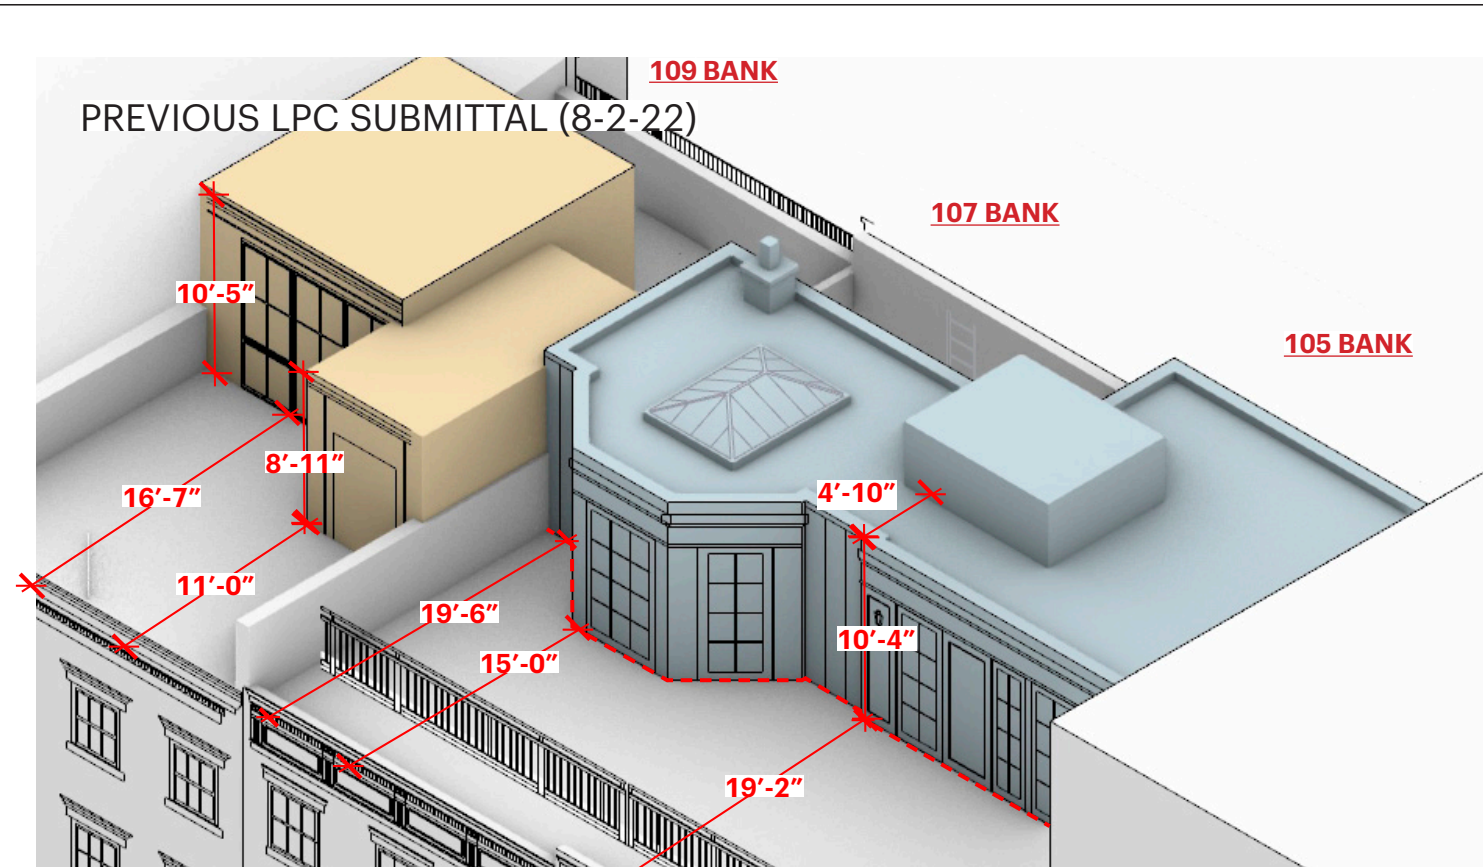 109 BANK
PREVIOUS LPC SUBMITTAL (8-2-22)
107 BANK
10′-5″
105 BANK
8′-11″
16′-7″
4′-10″
11′-0″
19′-6″
10′-4″
15′-0″
19′-2″